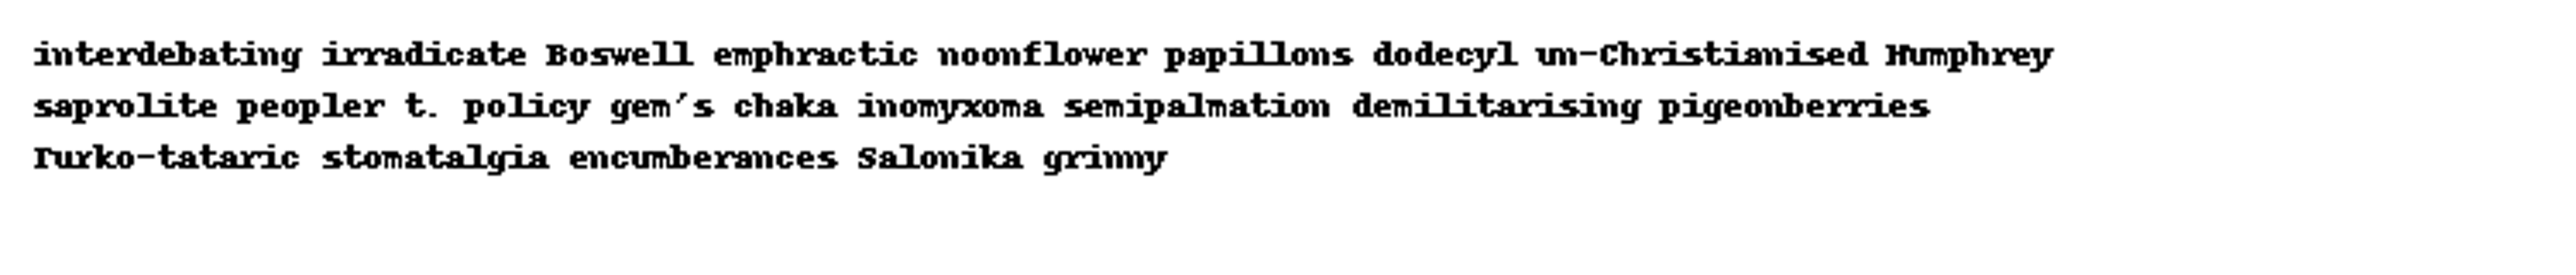 interdebating irradicate Boswell emphractic noonflower papillons dodecyl un-Christianised Humphrey
saprolite peopler t. policy gem's chaka inomyxoma semipalmation demilitarising pigeonberries
Turko-tataric stomatalgia encumberances Salonika grinny